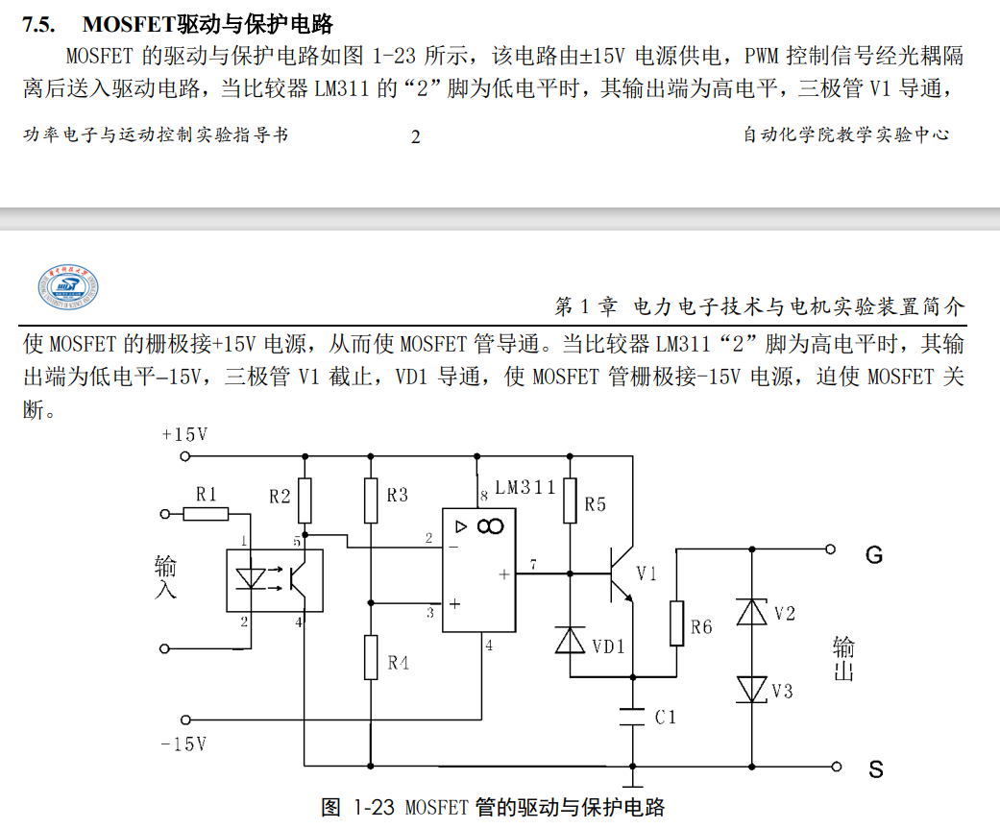 7.5. MOSFET驱动与保护电路
MOSFET 的驱动与保护电路如图 1-23 所示，该电路由±15V 电源供电，PWM 控制信号经光耦隔
离后送入驱动电路，当比较器 LM311 的“2”脚为低电平时，其输出端为高电平，三极管 V1 导通，
功率电子与运动控制实验指导书 2 自动化学院教学实验中心
第 1 章 电力电子技术与电机实验装置简介
使 MOSFET 的栅极接+15V 电源，从而使 MOSFET 管导通。当比较器 LM311“2”脚为高电平时，其输
出端为低电平–15V，三极管 V1 截止，VD1 导通，使 MOSFET 管栅极接-15V 电源，迫使 MOSFET 关
断。
+15V
R1
R2
R3
8
LM311
R5
1
5
2
−
+
7
V1
G
输
入
3
+
2
4
R4
4
VD1
R6
V2
输
出
V3
C1
-15V
S
图 1-23 MOSFET 管的驱动与保护电路